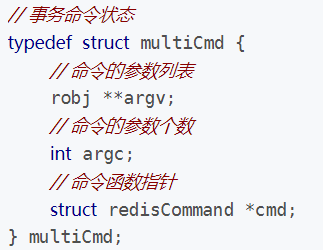 // 事务命令状态
typedef struct multiCmd {
    // 命令的参数列表
    robj **argv;
    // 命令的参数个数
    int argc;
    // 命令函数指针
    struct redisCommand *cmd;
} multiCmd;